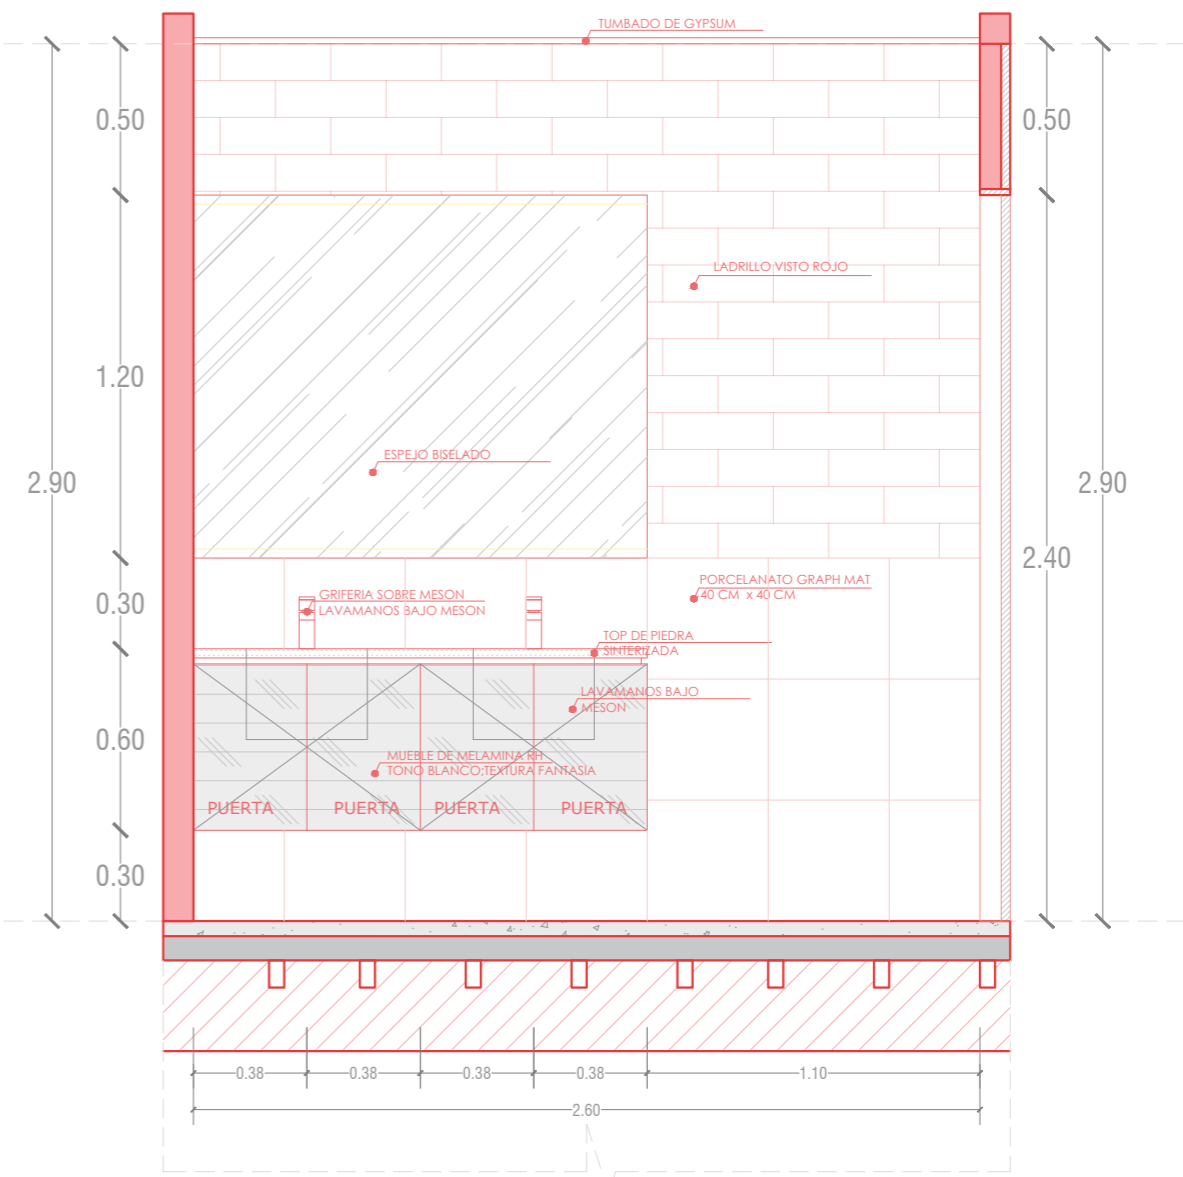 TUMBADO DE GYPSUM
0.50
0.50
LADRILLO VISTO ROJO
1.20
ESPEJO BISELADO
2.90
2.90
2.40
PORCELANATO GRAPH MAT
40 CM x 40 CM
GRIFERIA SOBRE MESON
LAVAMANOS BAJO MESON
0.30
TOP DE PIEDRA
SINTERIZADA
LAVAMANOS BAJO
MESON
0.60
MUEBLE DE MELAMINA RH
TONO BLANCO;TEXTURA FANTASIA
PUERTA PUERTA PUERTA PUERTA
0.30
0.38 0.38 0.38 0.38 1.10
2.60